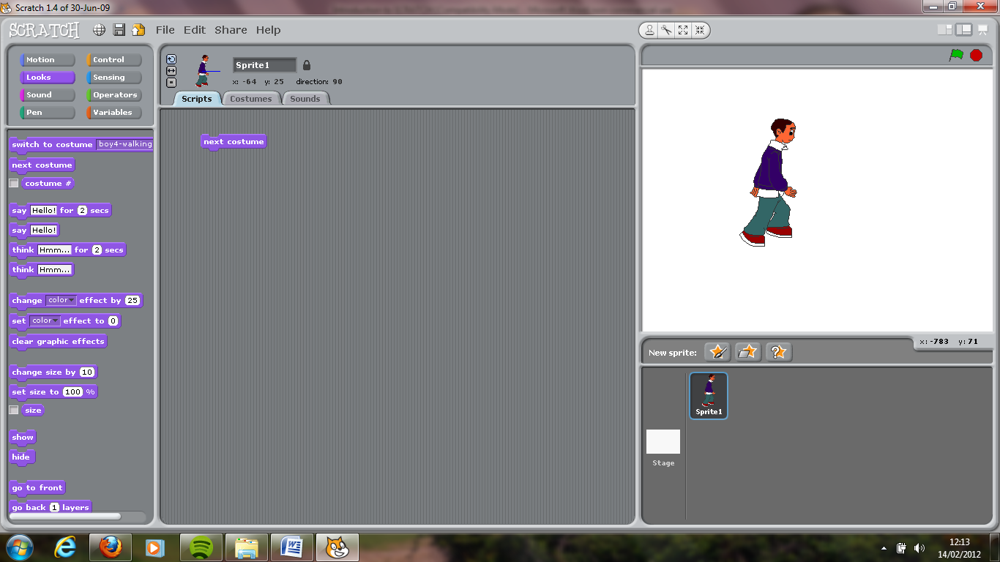 Scratch 1.4 of 30-Jun-09
SCRATCH File Edit Share Help
Motion Control
Looks Sensing
Sound Operators
Pen Variables
switch to costume boy4-walking
next costume
costume #
say Hello! for 2 secs
say Hello!
think Hmm... for 2 secs
think Hmm...
change color effect by 25
set color effect to 0
clear graphic effects
change size by 10
set size to 100 %
size
show
hide
go to front
go back 1 layers
Sprite1
x: -64 y: 25 direction: 90
Scripts Costumes Sounds
next costume
x: -783 y: 71
New sprite:
Sprite1
Stage
12:13
14/02/2012